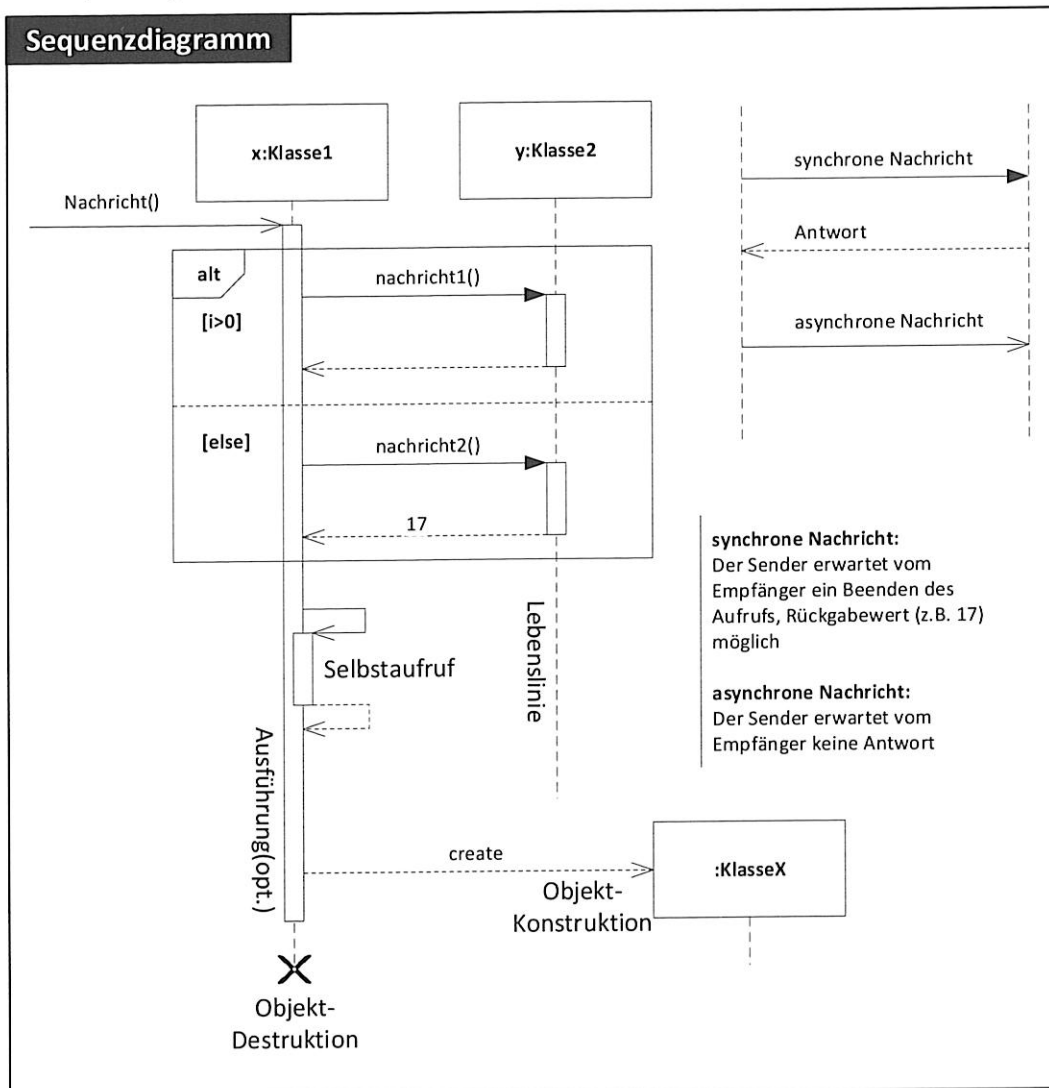 Sequenzdiagramm
x:Klasse1
y:Klasse2
synchrone Nachricht
Nachricht()
Antwort
alt
nachricht1()
[i>0]
asynchrone Nachricht
[else]
nachricht2()
17
synchrone Nachricht:
Der Sender erwartet vom
Empfänger ein Beenden des
Aufrufs, Rückgabewert (z.B. 17)
möglich
Lebenslinie
Selbstaufruf
asynchrone Nachricht:
Der Sender erwartet vom
Empfänger keine Antwort
Ausführung(opt.)
create
:KlasseX
Objekt-
Konstruktion
Objekt-
Destruktion